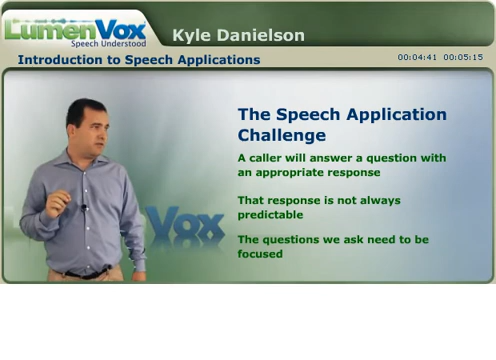 LumenVox
Speech Understood
Kyle Danielson
Introduction to Speech Applications
00:04:41 00:05:15
The Speech Application
Challenge
A caller will answer a question with
an appropriate response
That response is not always
predictable
The questions we ask need to be
focused
Vox